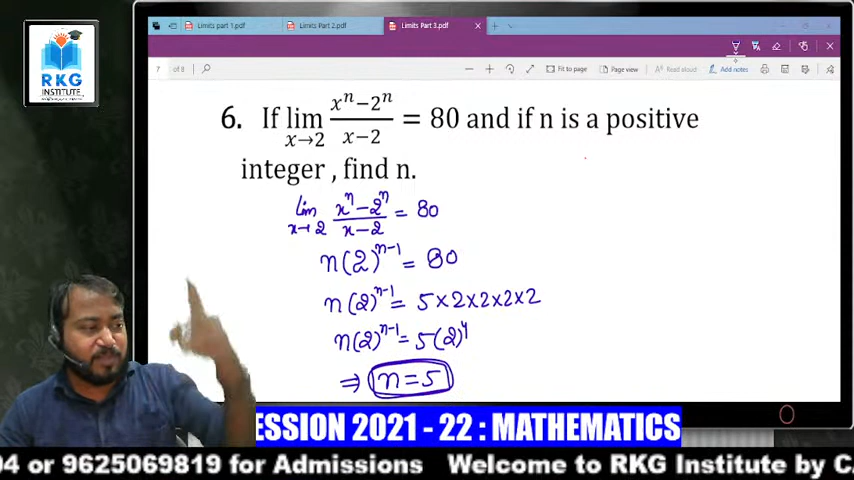 Limits part 1.pdf
Limits Part 2.pdf
Limits Part 3.pdf
7 of 8
Fit to page
Page view
Read aloud
Add notes
RKG
INSTITUTE
6. If lim x→2 (xⁿ−2ⁿ)/(x−2) = 80 and if n is a positive
integer , find n.
lim x→2 (xⁿ−2ⁿ)/(x−2) = 80
n(2)ⁿ⁻¹ = 80
n(2)ⁿ⁻¹ = 5×2×2×2×2
n(2)ⁿ⁻¹ = 5(2)⁴
⇒ n=5
ESSION 2021 - 22 : MATHEMATICS
04 or 9625069819 for Admissions Welcome to RKG Institute by Ca